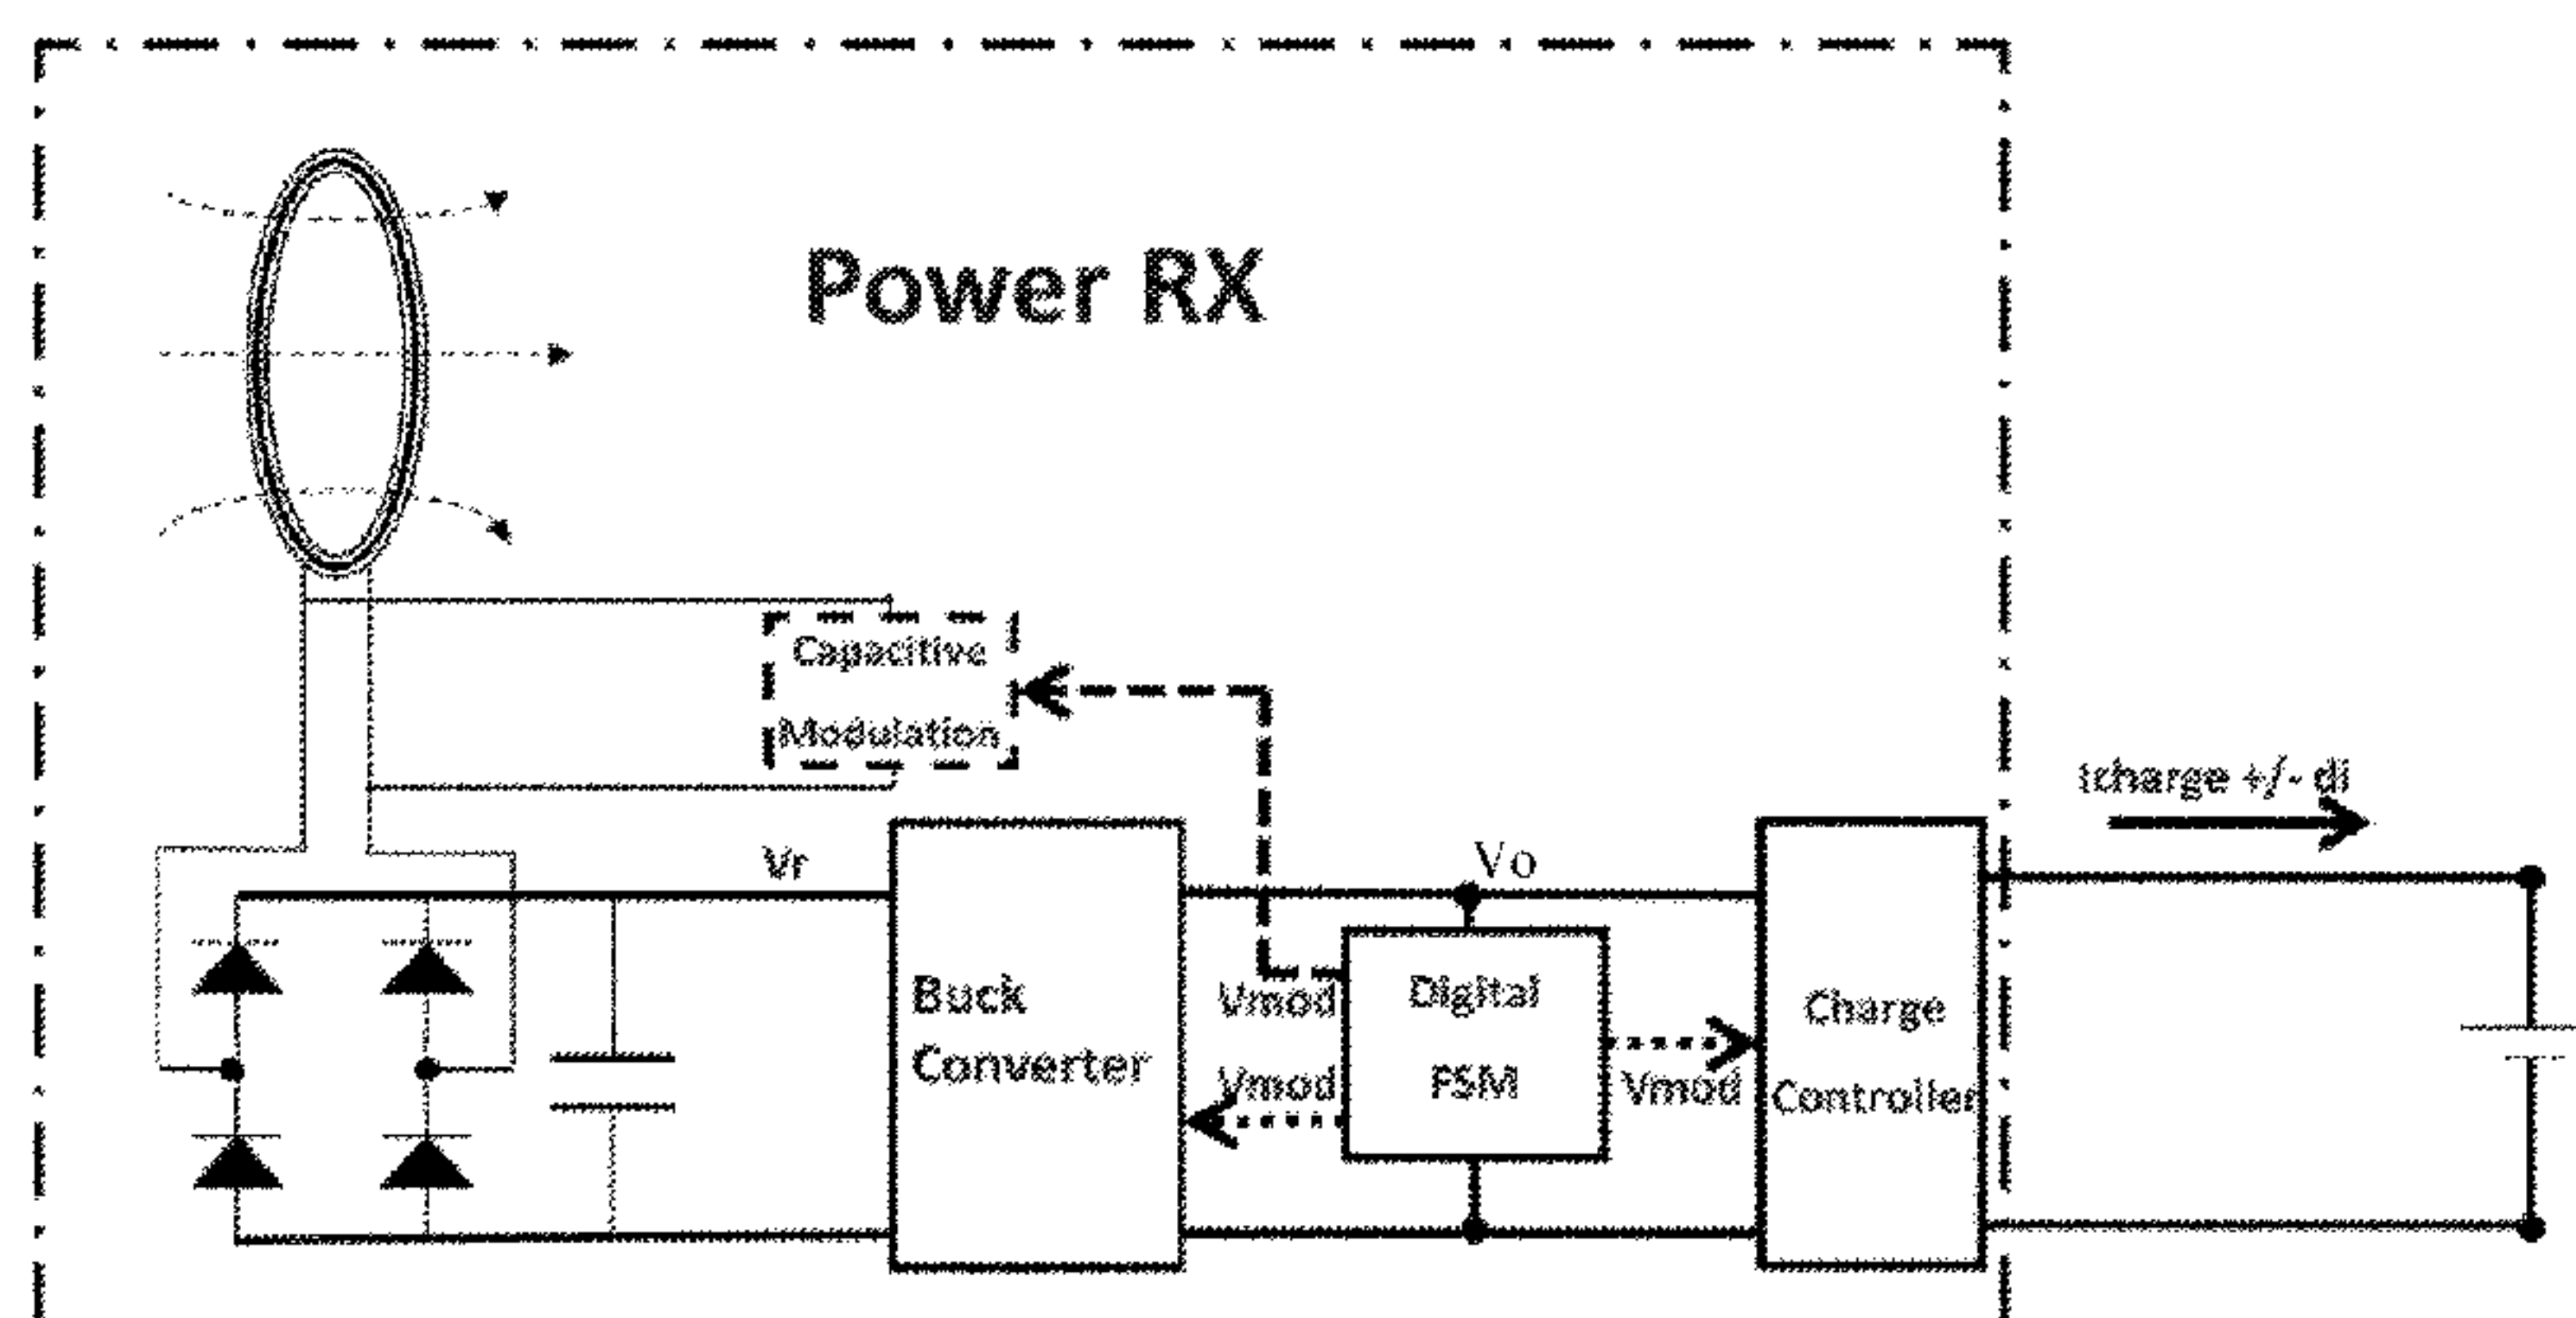 Power RX
Capacitive
Modulation
Icharge +/- di
Vr
Vo
Buck
Converter
Vmod
Vmod
Digital
FSM
Vmod
Charge
Controller